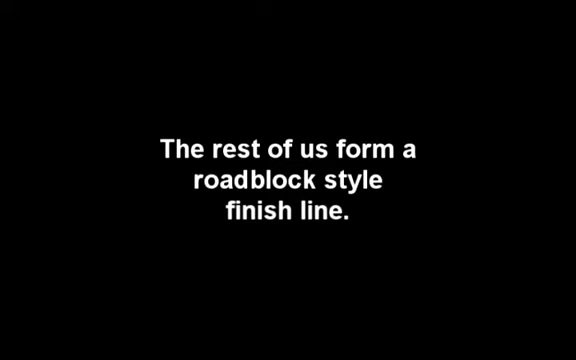 The rest of us form a
roadblock style
finish line.